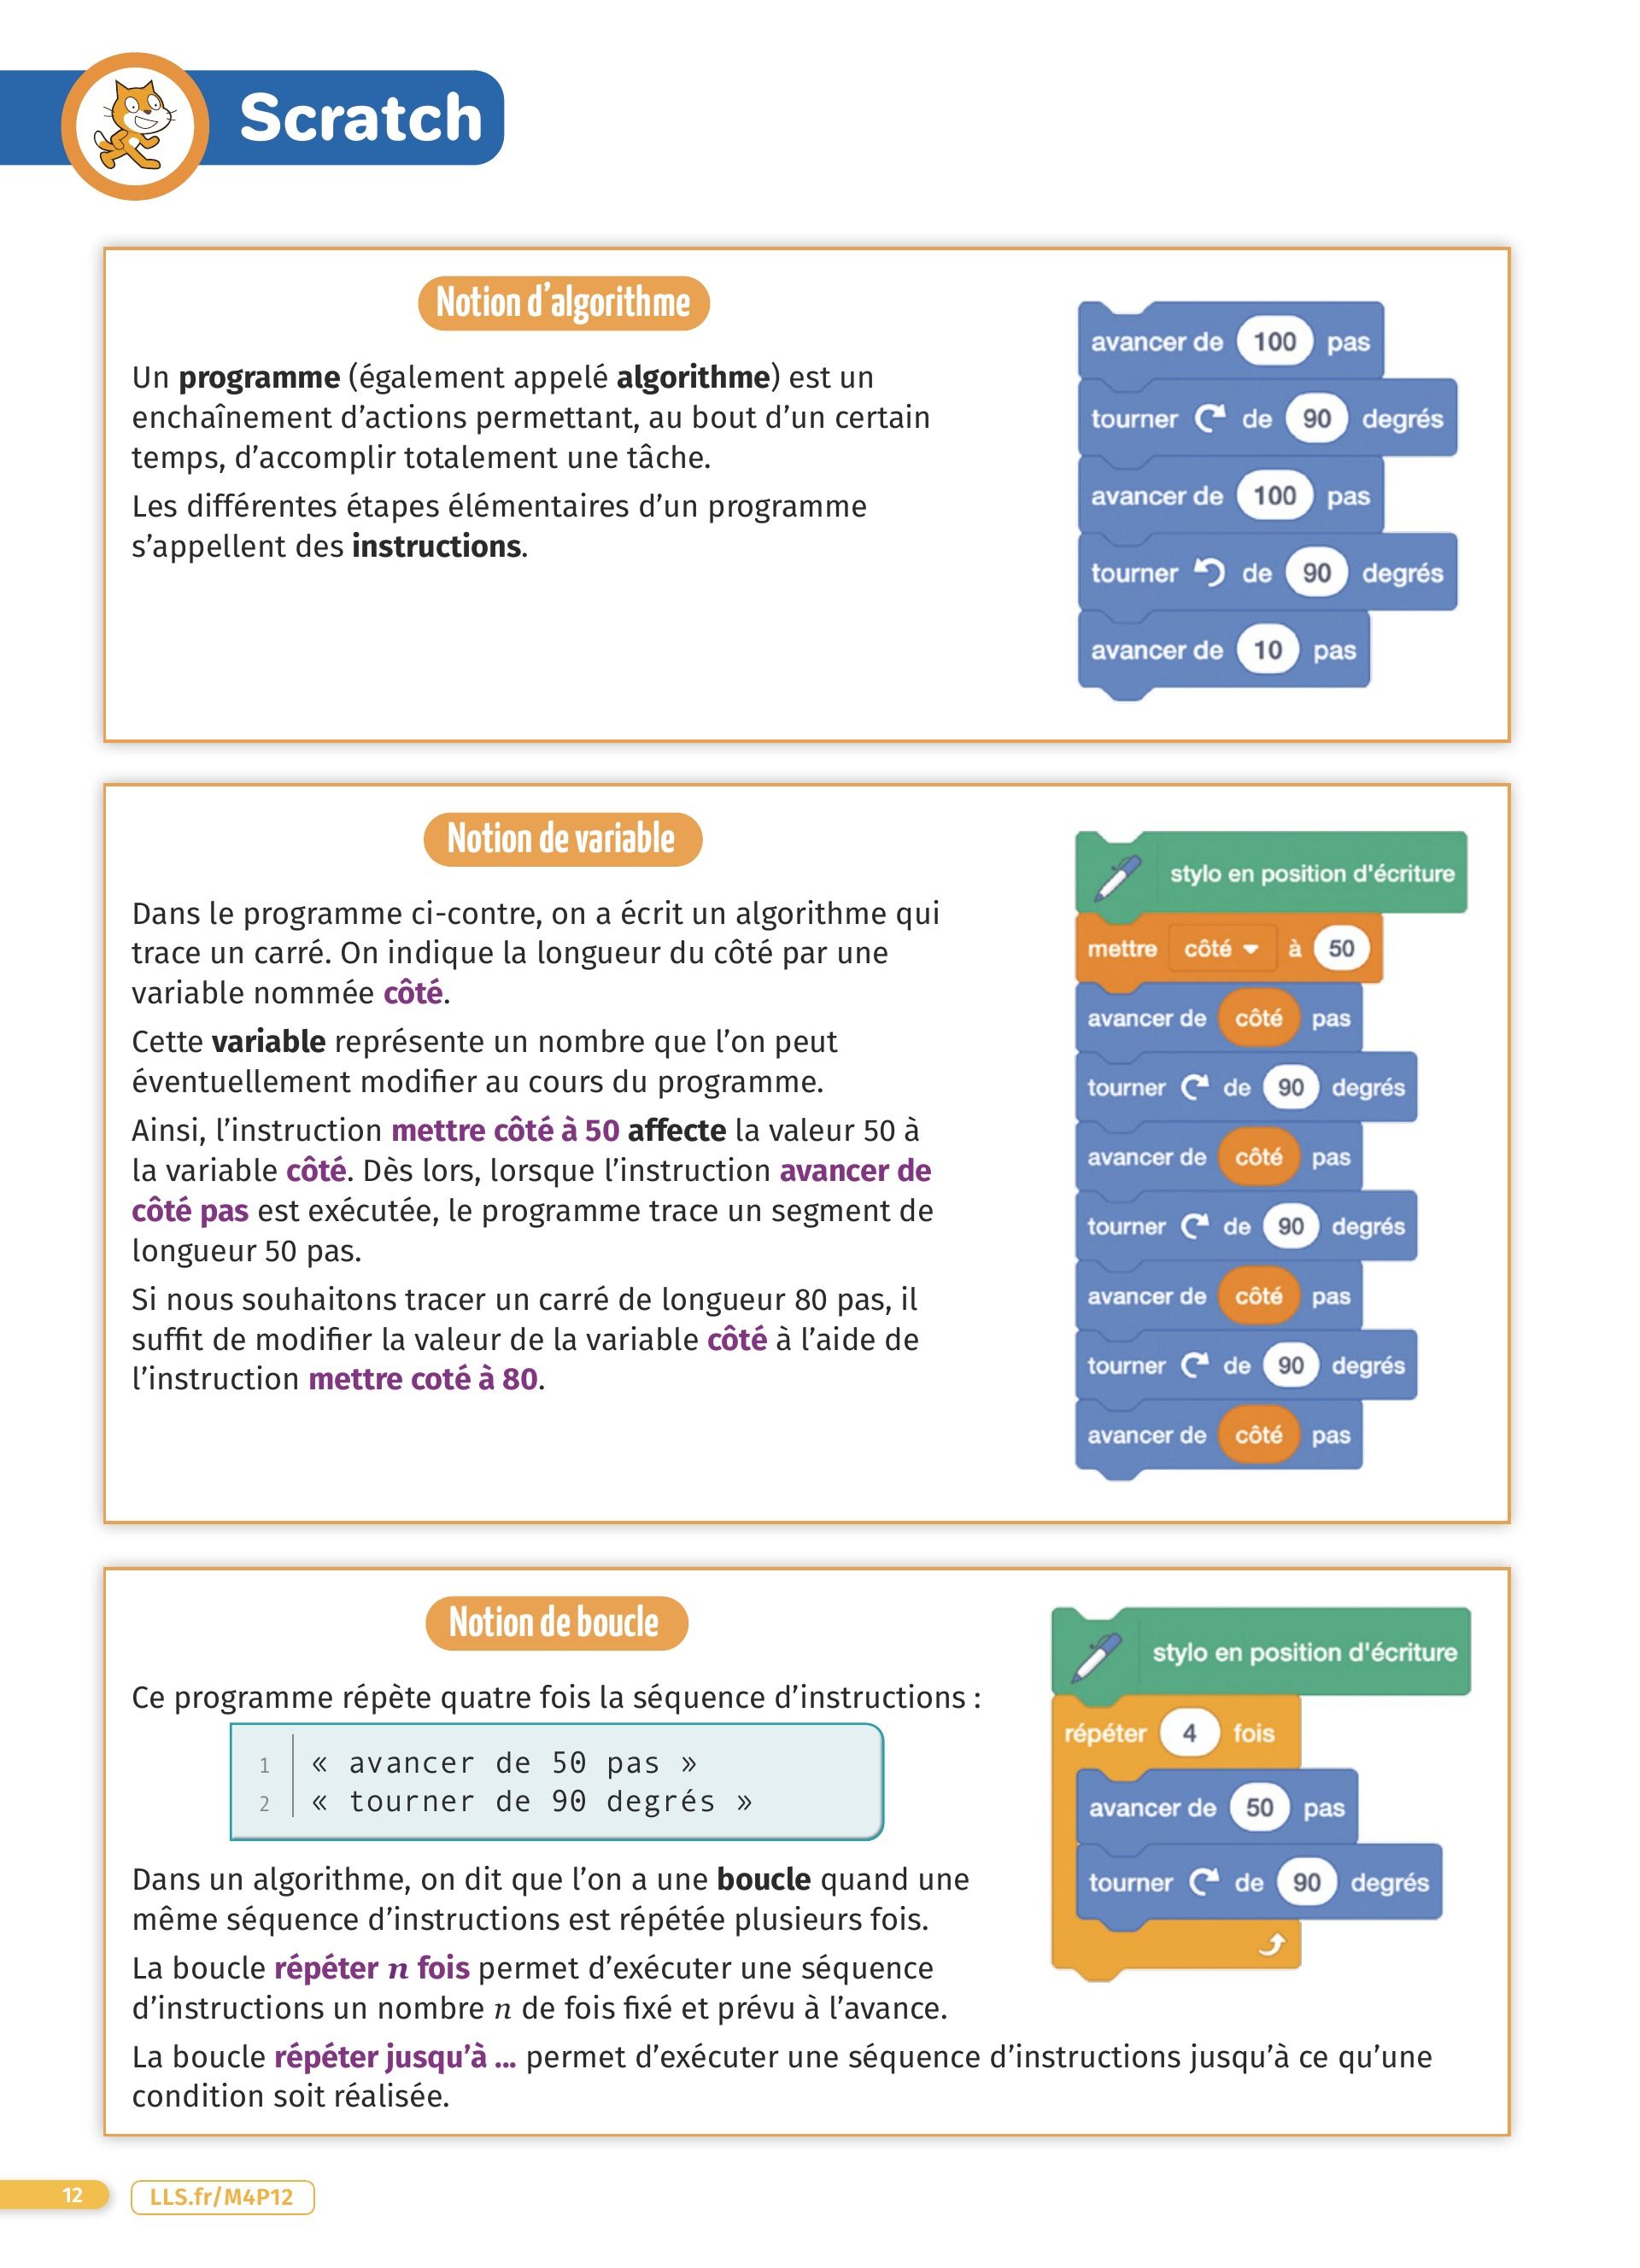 Scratch
Notion d’algorithme
Un programme (également appelé algorithme) est un
enchaînement d’actions permettant, au bout d’un certain
temps, d’accomplir totalement une tâche.
Les différentes étapes élémentaires d’un programme
s’appellent des instructions.
avancer de 100 pas
tourner de 90 degrés
avancer de 100 pas
tourner de 90 degrés
avancer de 10 pas
Notion de variable
Dans le programme ci-contre, on a écrit un algorithme qui
trace un carré. On indique la longueur du côté par une
variable nommée côté.
Cette variable représente un nombre que l’on peut
éventuellement modifier au cours du programme.
Ainsi, l’instruction mettre côté à 50 affecte la valeur 50 à
la variable côté. Dès lors, lorsque l’instruction avancer de
côté pas est exécutée, le programme trace un segment de
longueur 50 pas.
Si nous souhaitons tracer un carré de longueur 80 pas, il
suffit de modifier la valeur de la variable côté à l’aide de
l’instruction mettre coté à 80.
stylo en position d'écriture
mettre côté à 50
avancer de côté pas
tourner de 90 degrés
avancer de côté pas
tourner de 90 degrés
avancer de côté pas
tourner de 90 degrés
avancer de côté pas
Notion de boucle
Ce programme répète quatre fois la séquence d’instructions :
1 « avancer de 50 pas »
2 « tourner de 90 degrés »
Dans un algorithme, on dit que l’on a une boucle quand une
même séquence d’instructions est répétée plusieurs fois.
La boucle répéter n fois permet d’exécuter une séquence
d’instructions un nombre n de fois fixé et prévu à l’avance.
La boucle répéter jusqu’à ... permet d’exécuter une séquence d’instructions jusqu’à ce qu’une
condition soit réalisée.
stylo en position d'écriture
répéter 4 fois
avancer de 50 pas
tourner de 90 degrés
12
LLS.fr/M4P12